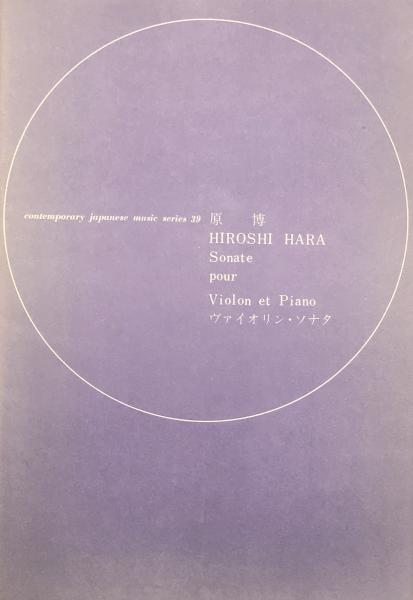 contemporary japanese music series 39
原 博
HIROSHI HARA
Sonate
pour
Violon et Piano
ヴァイオリン・ソナタ